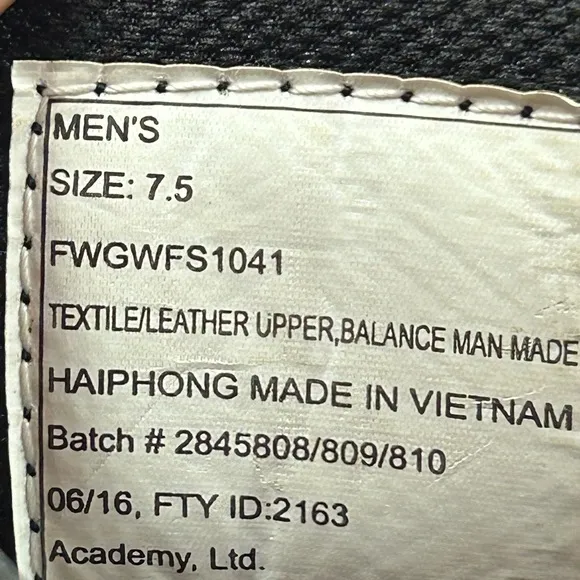 MEN'S
SIZE: 7.5
FWGWFS1041
TEXTILE/LEATHER UPPER,BALANCE MAN MADE
HAIPHONG MADE IN VIETNAM
Batch # 2845808/809/810
06/16, FTY ID:2163
Academy, Ltd.